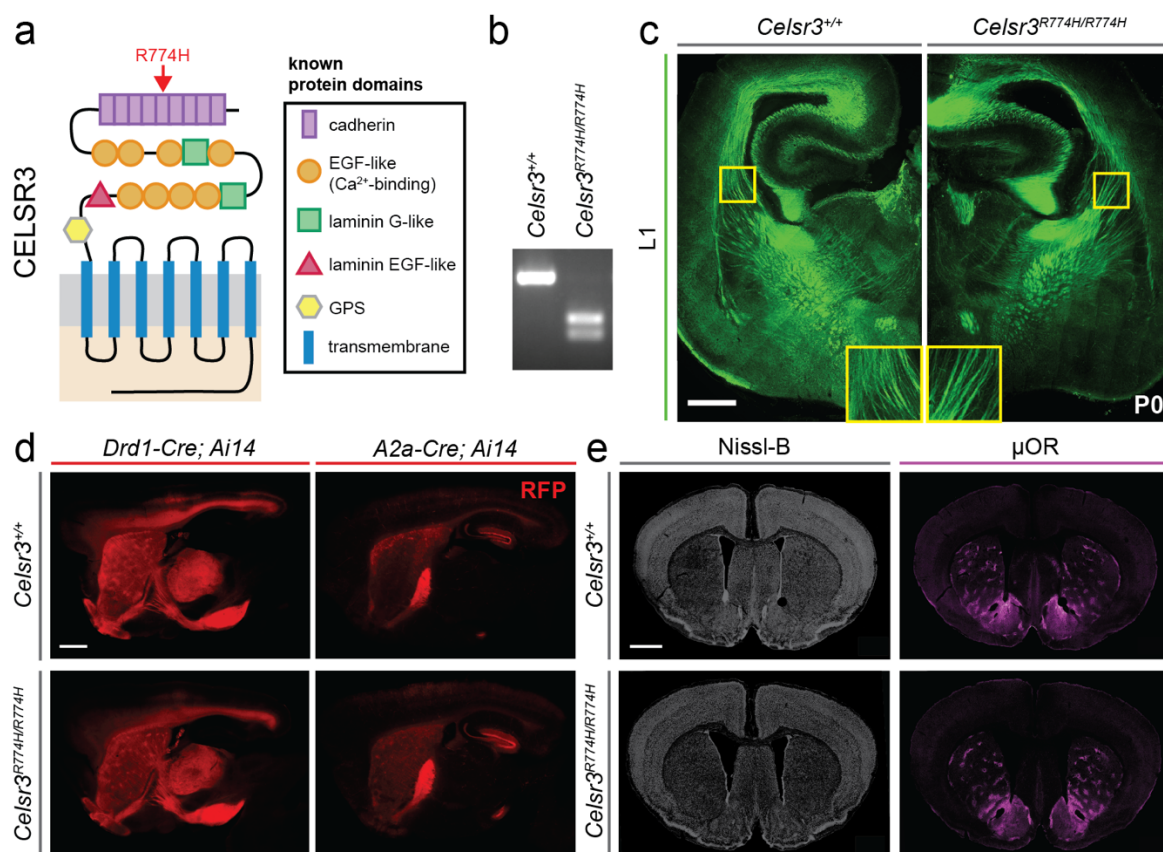 a
CELSR3
R774H
known
protein domains
cadherin
EGF-like
(Ca²⁺-binding)
laminin G-like
laminin EGF-like
GPS
transmembrane
b
Celsr3+/+
Celsr3R774H/R774H
c
Celsr3+/+
Celsr3R774H/R774H
L1
P0
d
Drd1-Cre; Ai14
A2a-Cre; Ai14
RFP
Celsr3+/+
Celsr3R774H/R774H
e
Nissl-B
µOR
Celsr3+/+
Celsr3R774H/R774H